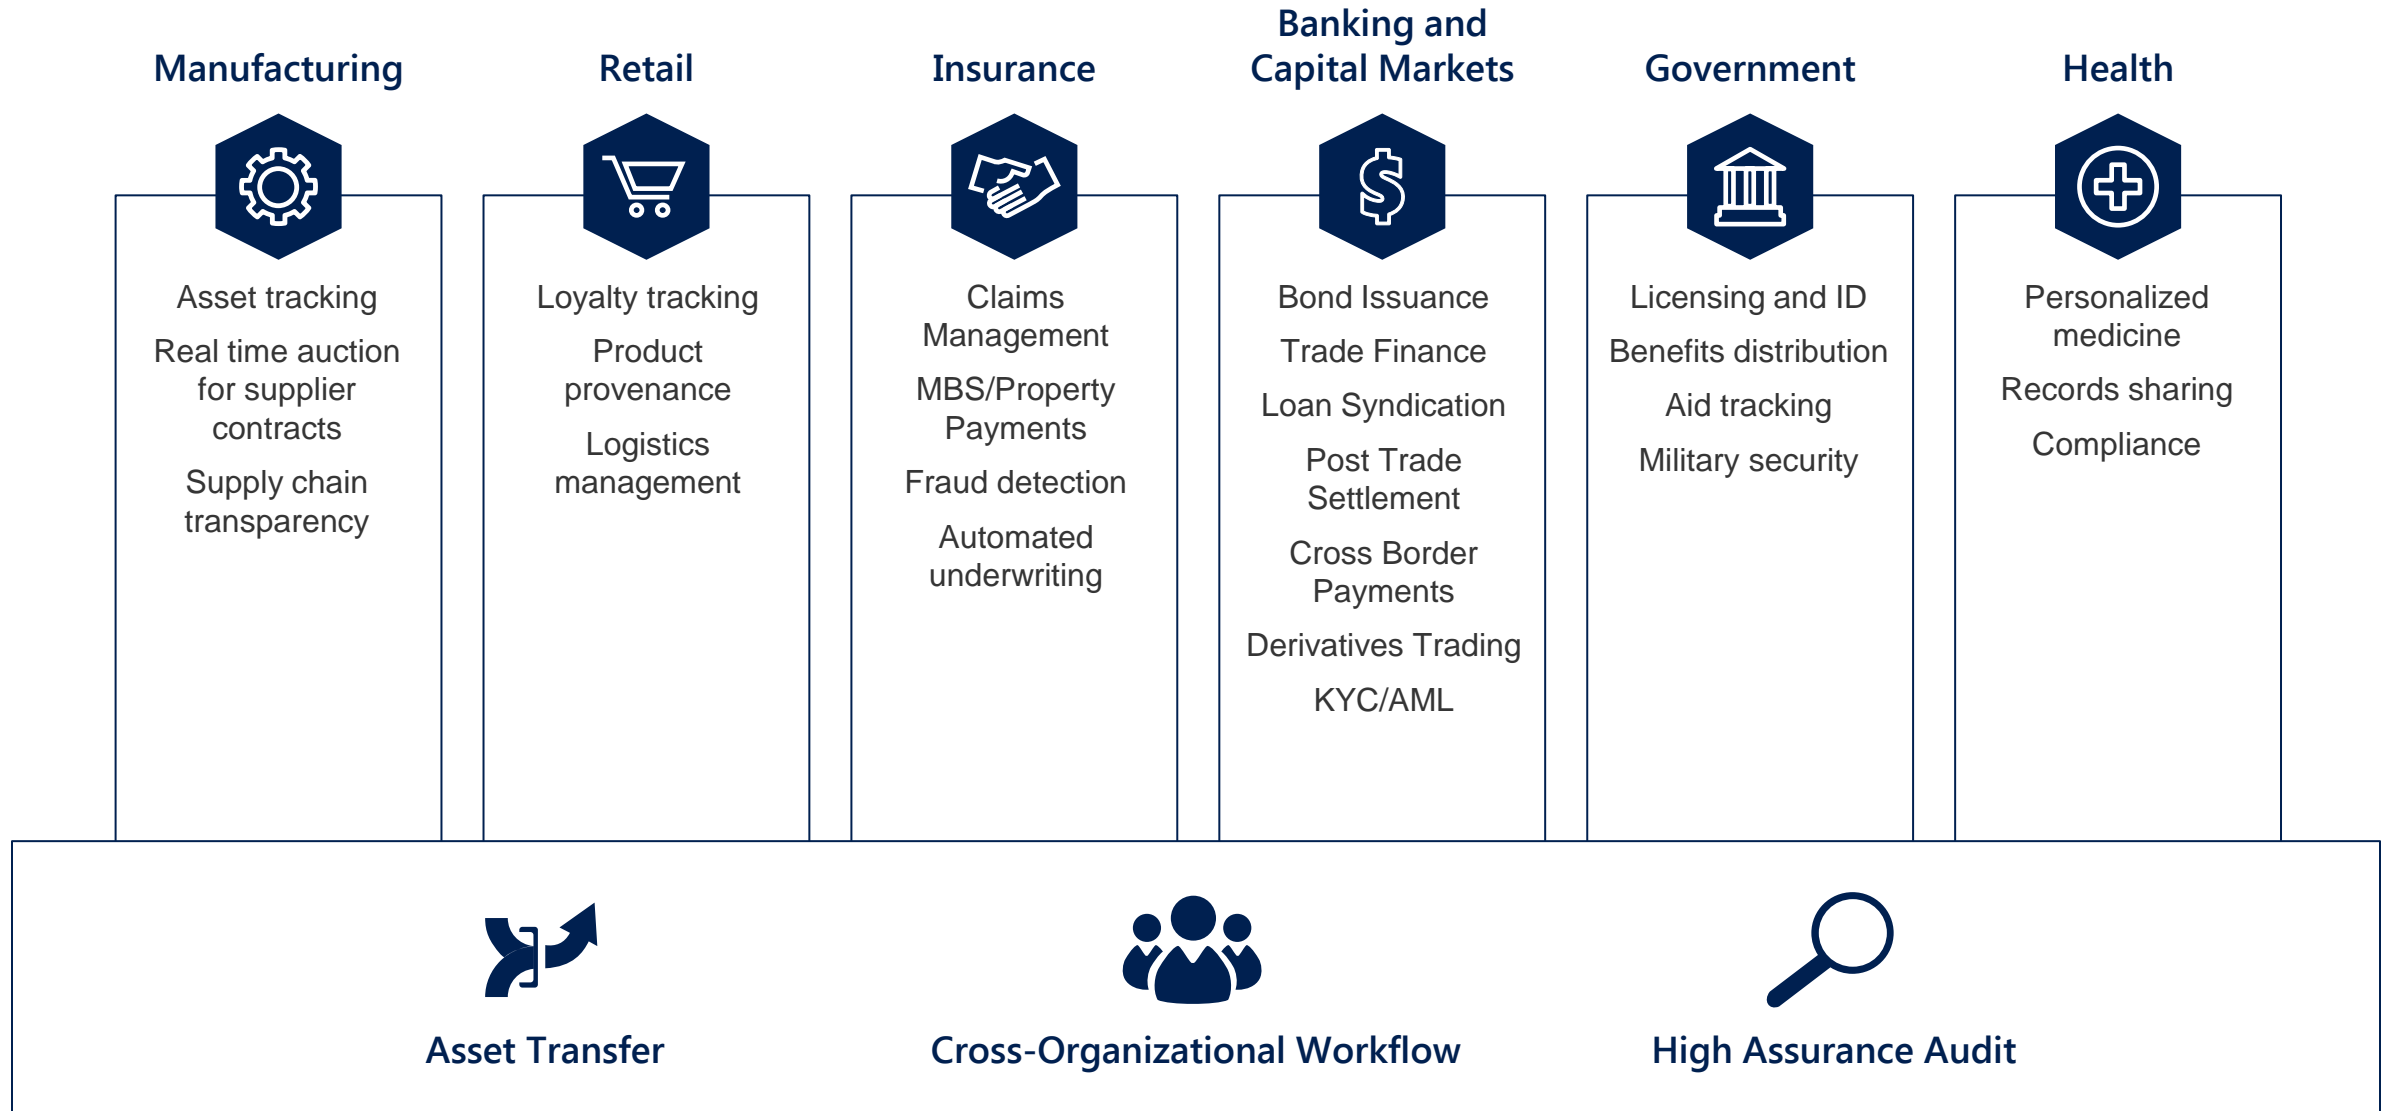 Manufacturing
Asset tracking
Real time auction
for supplier
contracts
Supply chain
transparency
Retail
Loyalty tracking
Product
provenance
Logistics
management
Insurance
Claims
Management
MBS/Property
Payments
Fraud detection
Automated
underwriting
Banking and
Capital Markets
Bond Issuance
Trade Finance
Loan Syndication
Post Trade
Settlement
Cross Border
Payments
Derivatives Trading
KYC/AML
Government
Licensing and ID
Benefits distribution
Aid tracking
Military security
Health
Personalized
medicine
Records sharing
Compliance
Asset Transfer
Cross-Organizational Workflow
High Assurance Audit